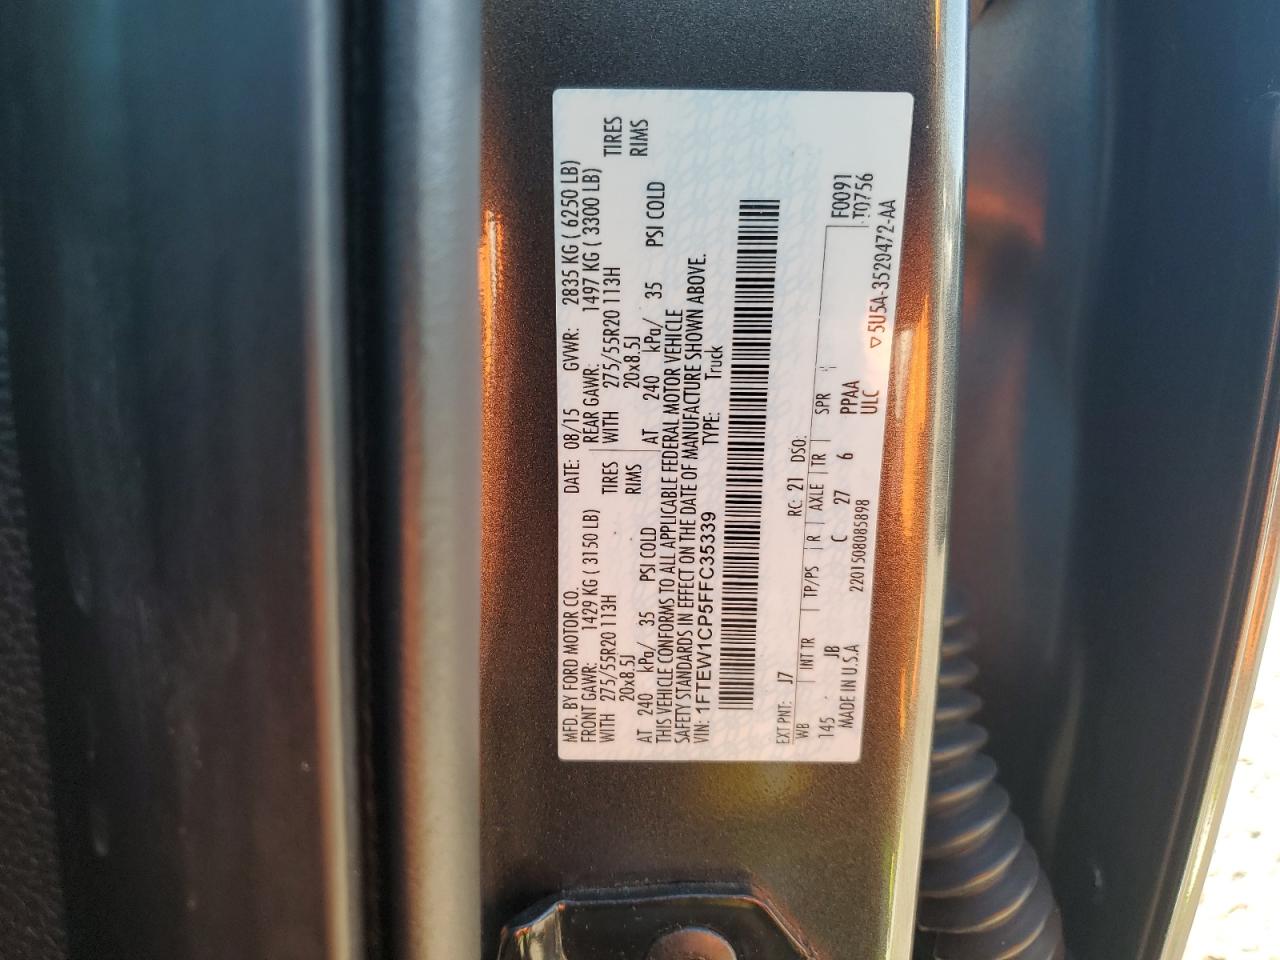 MFD. BY FORD MOTOR CO. DATE: 08/15 GVWR: 2835 KG ( 6250 LB)
FRONT GAWR: 1429 KG ( 3150 LB) REAR GAWR: 1497 KG ( 3300 LB)
WITH 275/55R20 113H TIRES WITH 275/55R20 113H TIRES
20x8.5J RIMS 20x8.5J RIMS
AT 240 kPa/ 35 PSI COLD AT 240 kPa/ 35 PSI COLD
THIS VEHICLE CONFORMS TO ALL APPLICABLE FEDERAL MOTOR VEHICLE
SAFETY STANDARDS IN EFFECT ON THE DATE OF MANUFACTURE SHOWN ABOVE.
VIN: 1FTEW1CP5FFC35339 TYPE: Truck
EXT PNT: J7 RC: 21 DSO: F0091
WB INT TR TP/PS R AXLE TR SPR T0756
145 JB C 27 6 PPAA
MADE IN U.S.A 2201508085898 ULC
▽5U5A-3520472-AA